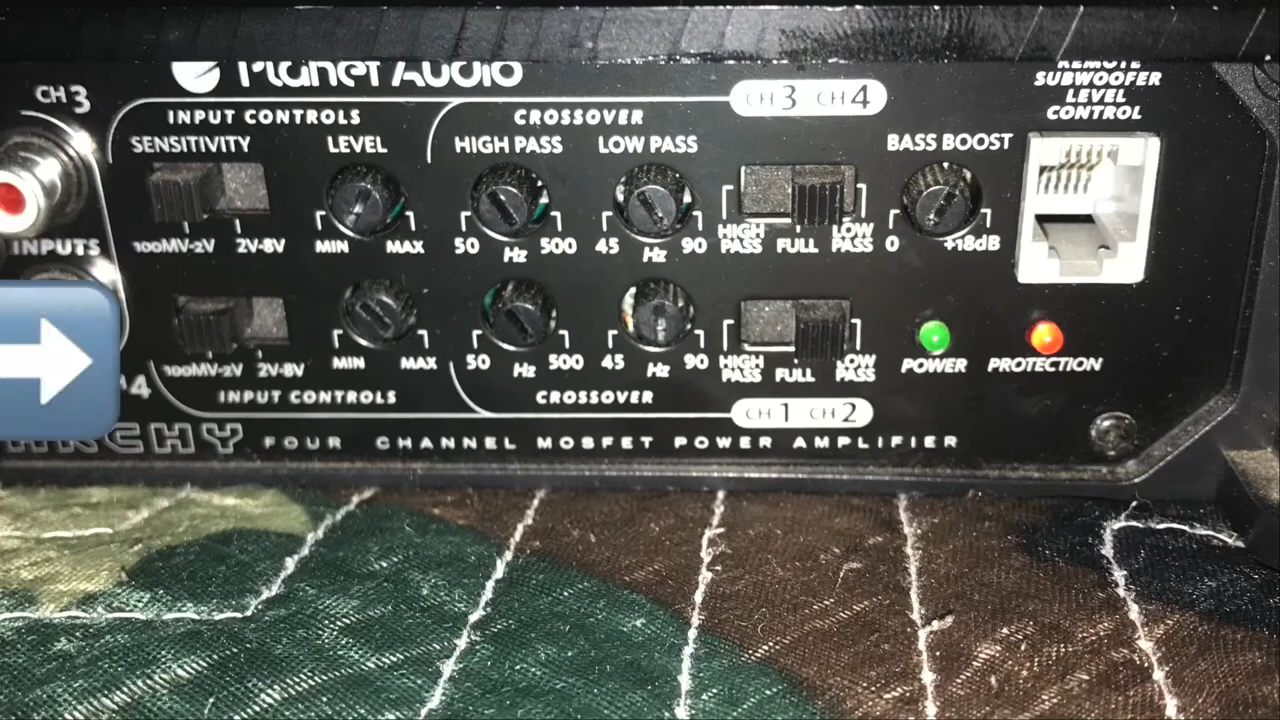 Planet Audio
CH 3
INPUT CONTROLS
CROSSOVER
CH 3 CH 4
REMOTE
SUBWOOFER
LEVEL
CONTROL
SENSITIVITY
LEVEL
HIGH PASS
LOW PASS
BASS BOOST
INPUTS
100MV-2V 2V-8V
MIN MAX
50 Hz 500
45 Hz 90
HIGH PASS FULL LOW PASS
0 +18dB
100MV-2V 2V-8V
MIN MAX
50 Hz 500
45 Hz 90
HIGH PASS FULL LOW PASS
POWER
PROTECTION
4
INPUT CONTROLS
CROSSOVER
CH 1 CH 2
FOUR CHANNEL MOSFET POWER AMPLIFIER